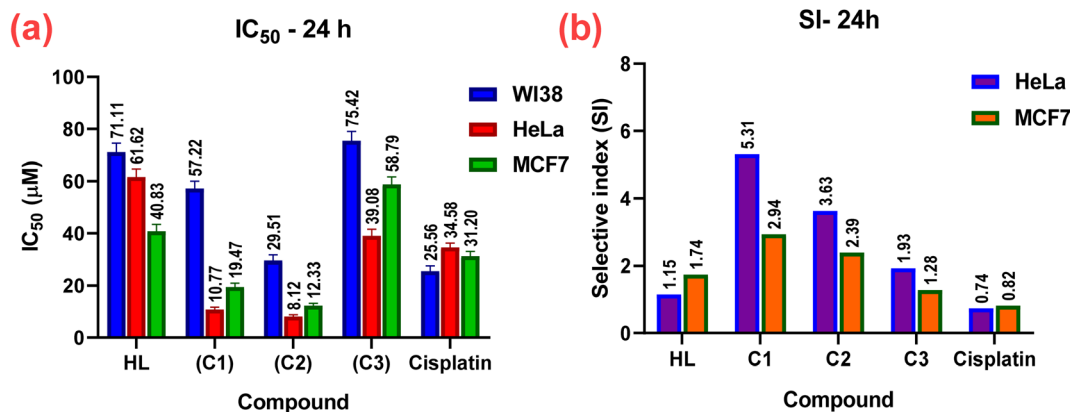 (a)
IC50 - 24 h
IC50 (µM)
100
80
60
40
20
0
71.11
61.62
40.83
57.22
10.77
19.47
29.51
8.12
12.33
75.42
39.08
58.79
25.56
34.58
31.20
WI38
HeLa
MCF7
HL
(C1)
(C2)
(C3)
Cisplatin
Compound
(b)
SI- 24h
Selective index (SI)
8
6
4
2
0
1.15
1.74
5.31
2.94
3.63
2.39
1.93
1.28
0.74
0.82
HeLa
MCF7
HL
C1
C2
C3
Cisplatin
Compound